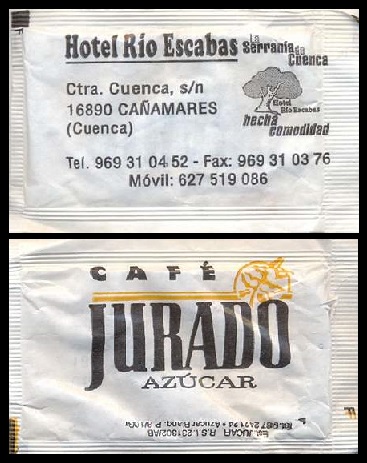 Hotel Río Escabas
la serranía de Cuenca
Ctra. Cuenca, s/n
16890 CAÑAMARES
(Cuenca)
Hotel
Río Escabas
hecha
comodidad
Tel. 969 31 04 52 - Fax: 969 31 03 76
Móvil: 627 519 086
CAFÉ
JURADO
AZÚCAR